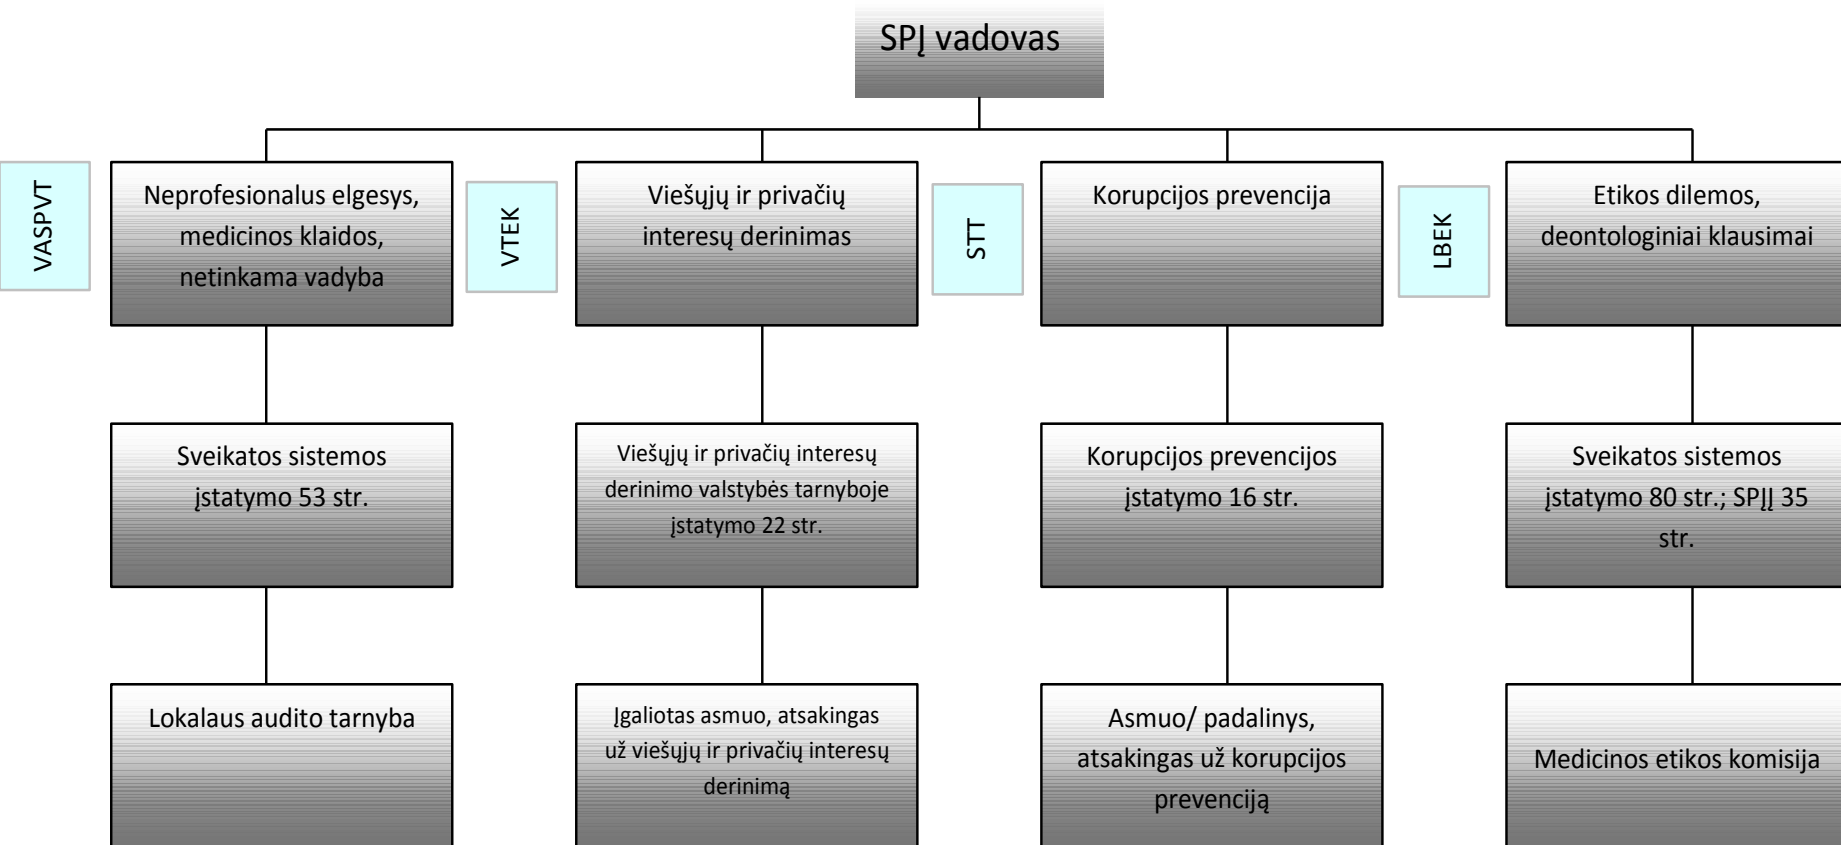 SPĮ vadovas
VASPVT
Neprofesionalus elgesys,
medicinos klaidos,
netinkama vadyba
VTEK
Viešųjų ir privačių
interesų derinimas
STT
Korupcijos prevencija
LBEK
Etikos dilemos,
deontologiniai klausimai
Sveikatos sistemos
įstatymo 53 str.
Viešųjų ir privačių interesų
derinimo valstybės tarnyboje
įstatymo 22 str.
Korupcijos prevencijos
įstatymo 16 str.
Sveikatos sistemos
įstatymo 80 str.; SPĮĮ 35
str.
Lokalaus audito tarnyba
Įgaliotas asmuo, atsakingas
už viešųjų ir privačių interesų
derinimą
Asmuo/ padalinys,
atsakingas už korupcijos
prevenciją
Medicinos etikos komisija